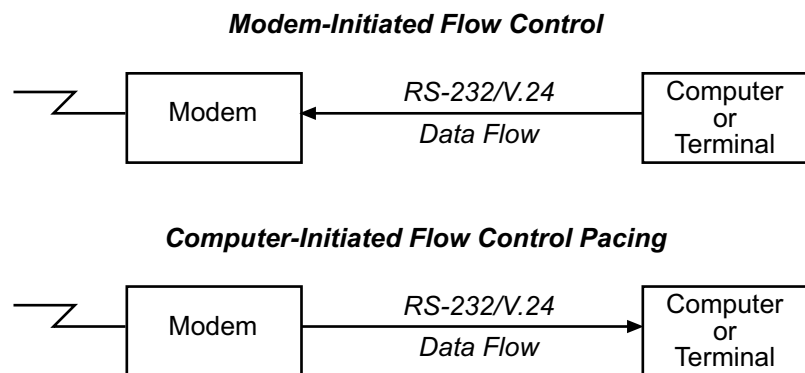 Modem-Initiated Flow Control
Modem
RS-232/V.24
Data Flow
Computer
or
Terminal
Computer-Initiated Flow Control Pacing
Modem
RS-232/V.24
Data Flow
Computer
or
Terminal